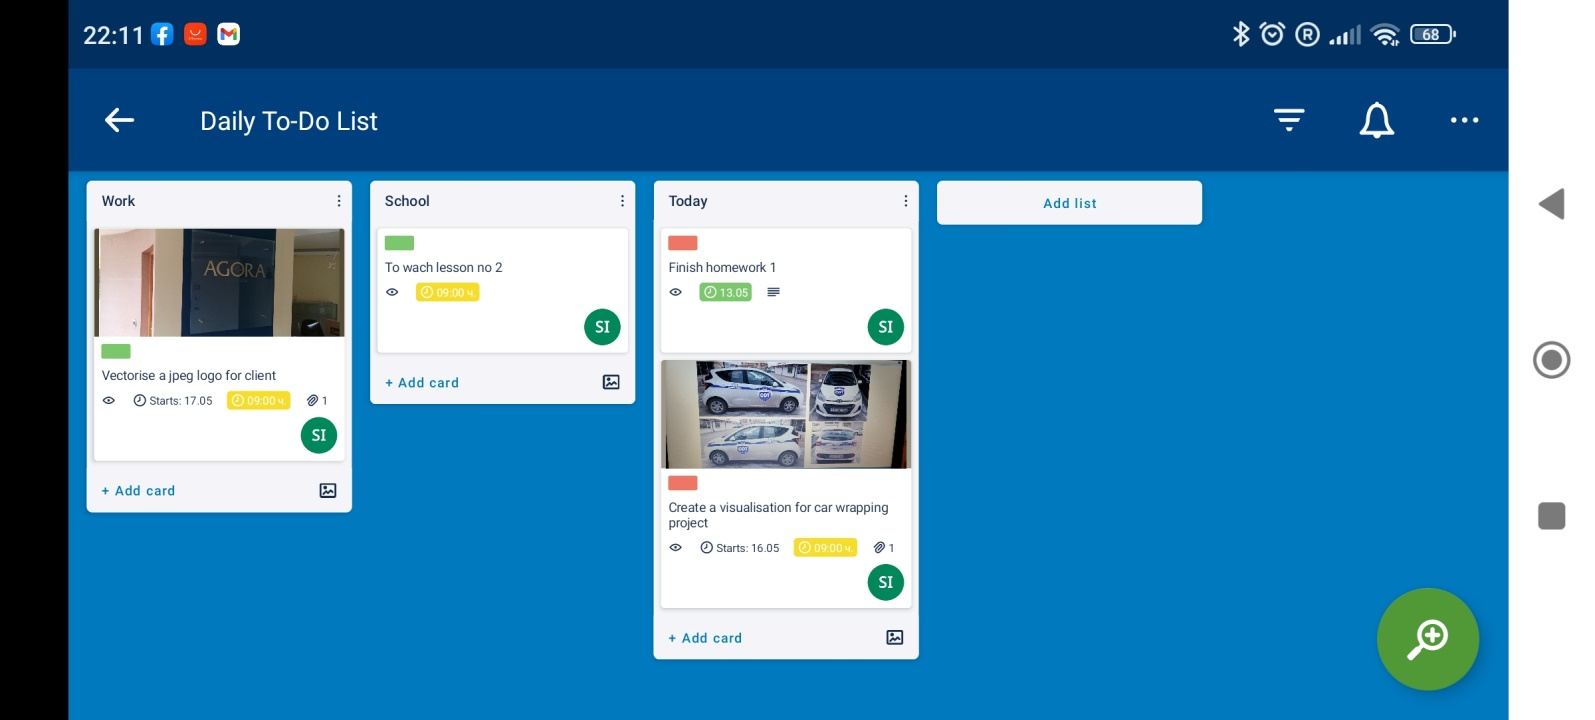 22:11
R
68
Daily To-Do List
Work
AGORA
Vectorise a jpeg logo for client
Starts: 17.05
09:00 ч.
1
SI
+ Add card
School
To wach lesson no 2
09:00 ч.
SI
+ Add card
Today
Finish homework 1
13.05
SI
Create a visualisation for car wrapping
project
Starts: 16.05
09:00 ч.
1
SI
+ Add card
Add list